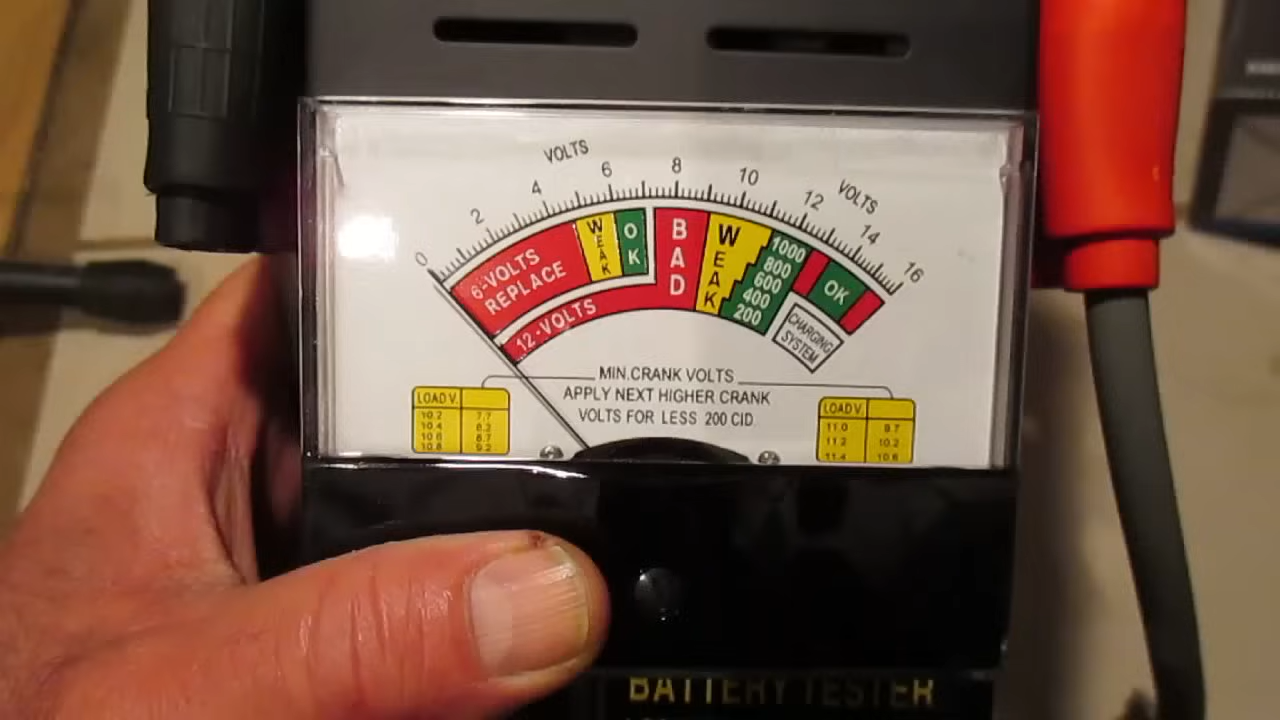 VOLTS
VOLTS
0 2 4 6 8 10 12 14 16
6-VOLTS
REPLACE
WEAK
OK
12-VOLTS
BAD
WEAK
1000
800
600
400
200
OK
CHARGING
SYSTEM
MIN.CRANK VOLTS
APPLY NEXT HIGHER CRANK
VOLTS FOR LESS 200 CID
LOAD V.
10.2 7.7
10.4 8.2
10.6 8.7
10.8 9.2
LOAD V.
11.0 9.7
11.2 10.2
11.4 10.6
BATTERY TESTER